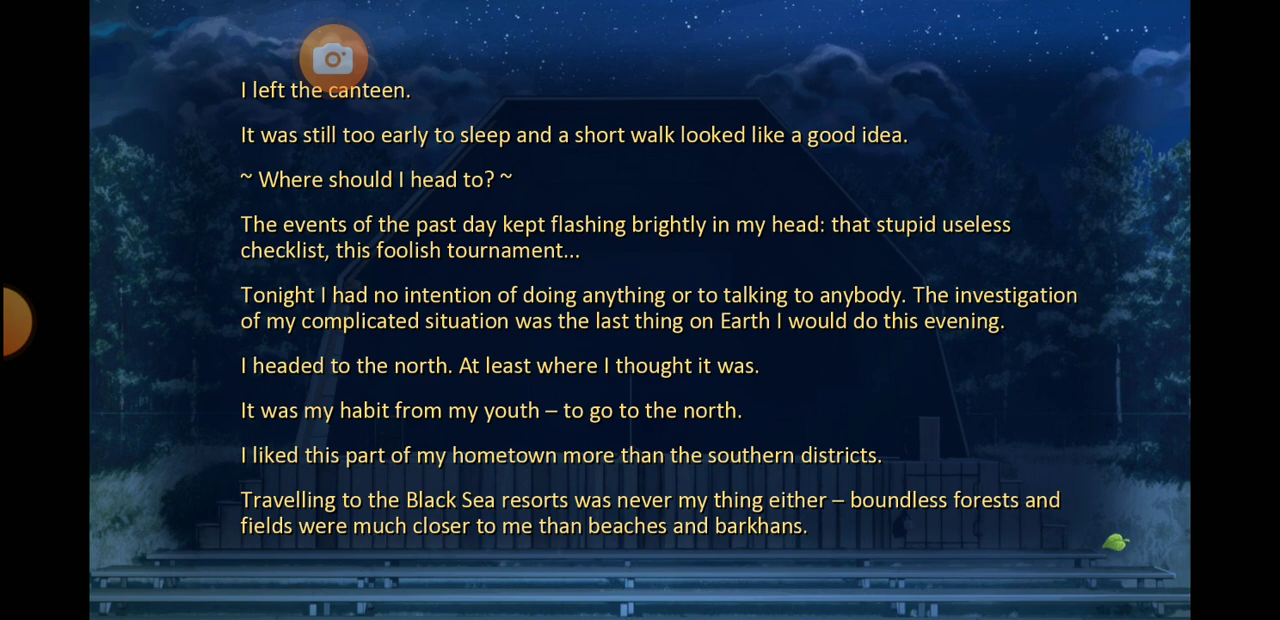 I left the canteen.
It was still too early to sleep and a short walk looked like a good idea.
~ Where should I head to? ~
The events of the past day kept flashing brightly in my head: that stupid useless
checklist, this foolish tournament...
Tonight I had no intention of doing anything or to talking to anybody. The investigation
of my complicated situation was the last thing on Earth I would do this evening.
I headed to the north. At least where I thought it was.
It was my habit from my youth – to go to the north.
I liked this part of my hometown more than the southern districts.
Travelling to the Black Sea resorts was never my thing either – boundless forests and
fields were much closer to me than beaches and barkhans.